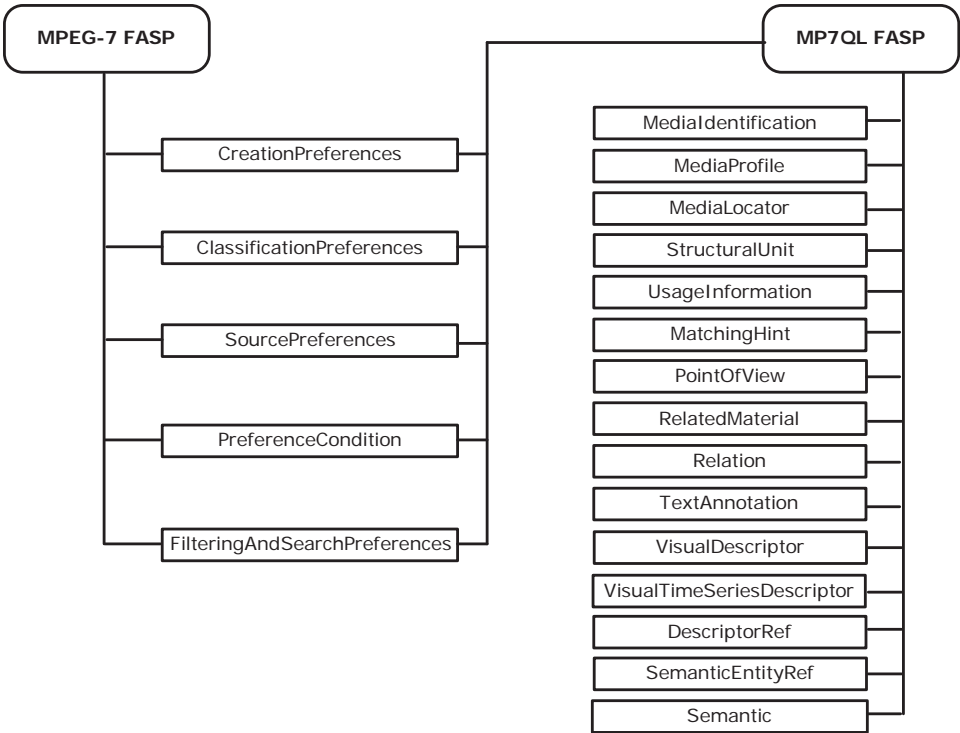 MPEG-7 FASP
MP7QL FASP
CreationPreferences
ClassificationPreferences
SourcePreferences
PreferenceCondition
FilteringAndSearchPreferences
MediaIdentification
MediaProfile
MediaLocator
StructuralUnit
UsageInformation
MatchingHint
PointOfView
RelatedMaterial
Relation
TextAnnotation
VisualDescriptor
VisualTimeSeriesDescriptor
DescriptorRef
SemanticEntityRef
Semantic